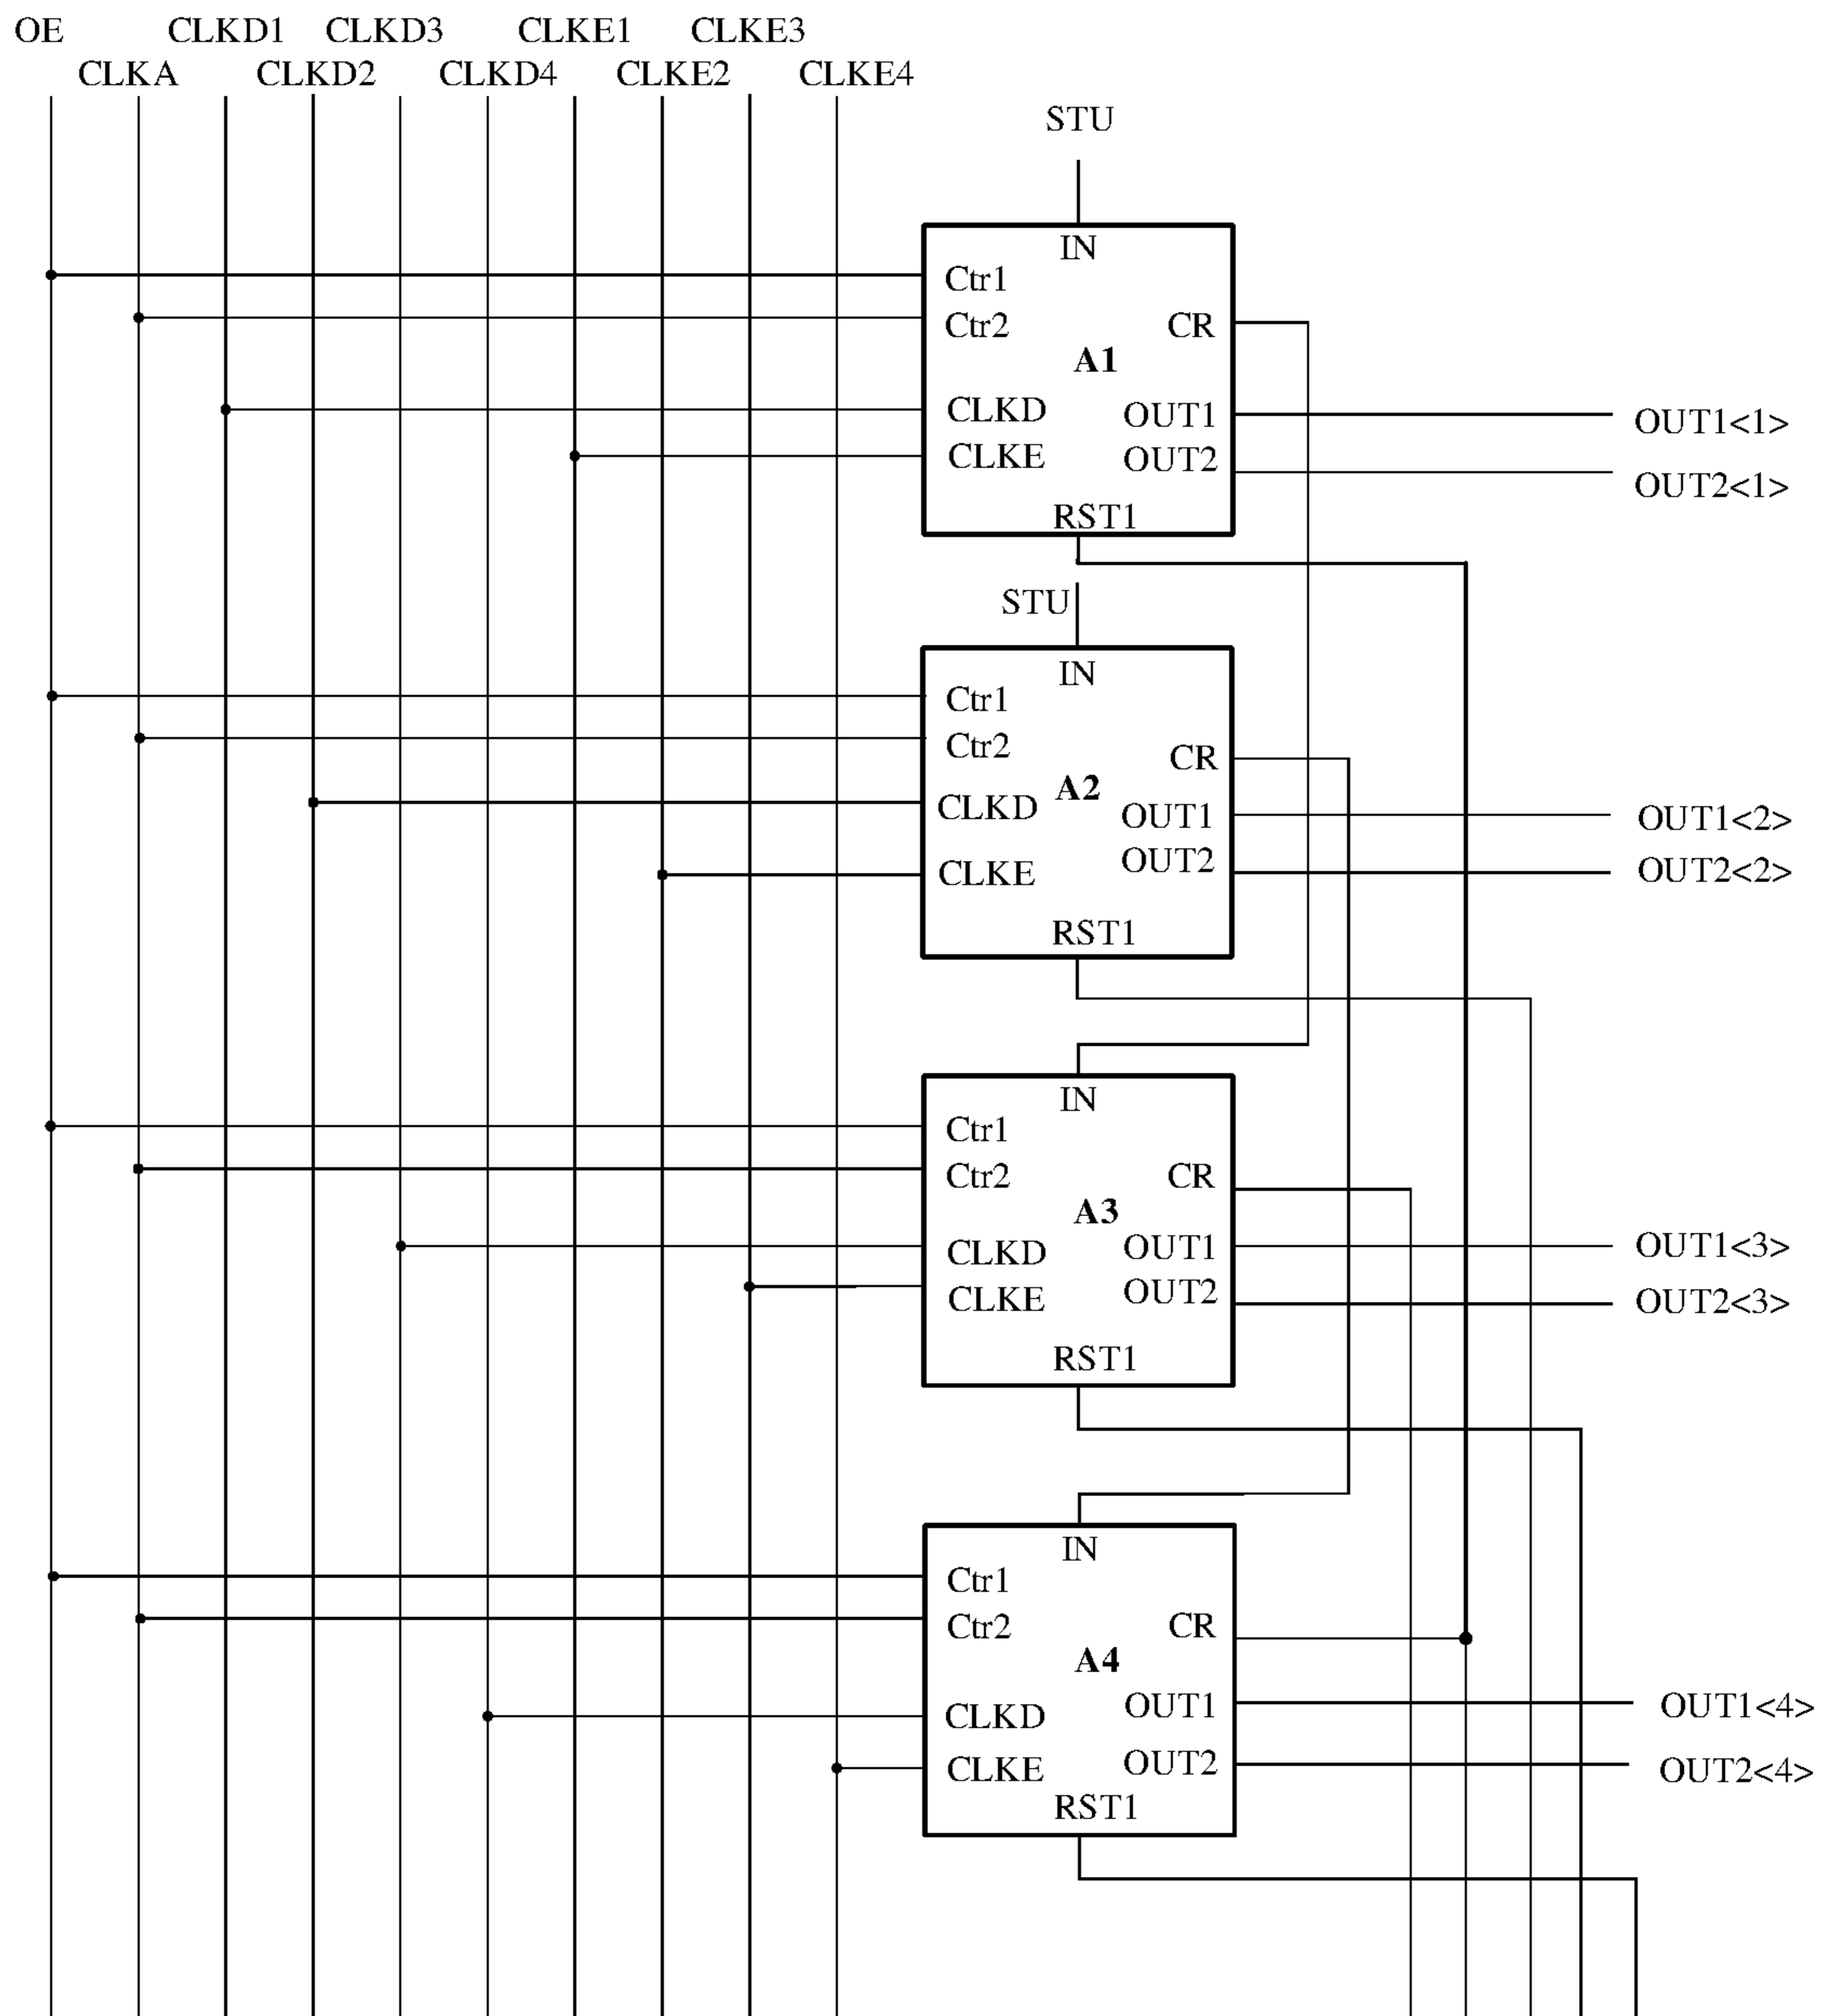 OE CLKD1 CLKD3 CLKE1 CLKE3
CLKA CLKD2 CLKD4 CLKE2 CLKE4
STU
IN
Ctr1
Ctr2 CR
A1
CLKD OUT1 OUT1<1>
CLKE OUT2 OUT2<1>
RST1
STU
IN
Ctr1
Ctr2 CR
A2
CLKD OUT1 OUT1<2>
CLKE OUT2 OUT2<2>
RST1
IN
Ctr1
Ctr2 CR
A3
CLKD OUT1 OUT1<3>
CLKE OUT2 OUT2<3>
RST1
IN
Ctr1
Ctr2 CR
A4
CLKD OUT1 OUT1<4>
CLKE OUT2 OUT2<4>
RST1